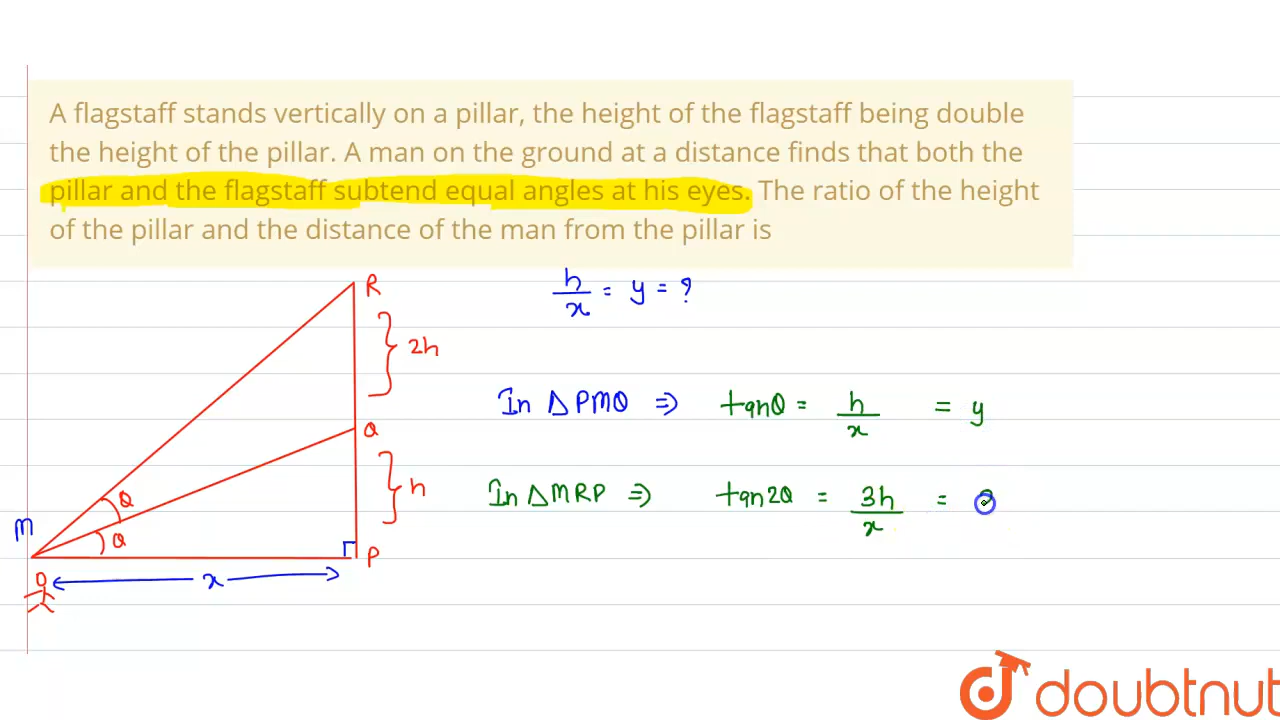 A flagstaff stands vertically on a pillar, the height of the flagstaff being double
the height of the pillar. A man on the ground at a distance finds that both the
pillar and the flagstaff subtend equal angles at his eyes. The ratio of the height
of the pillar and the distance of the man from the pillar is
h/x = y = ?
R
2h
In △PMQ ⇒ tanθ = h/x = y
Q
h
In △MRP ⇒ tan2θ = 3h/x =
θ
M
θ
P
x
doubtnut